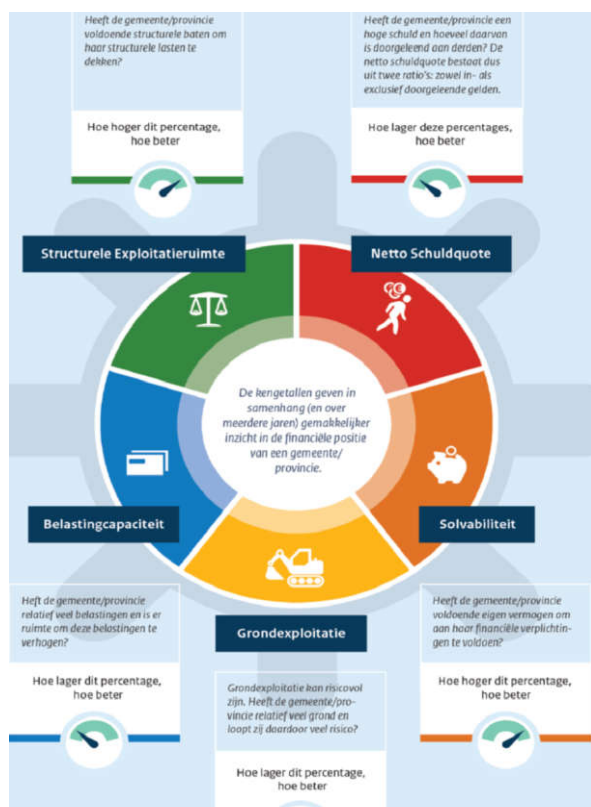 Heeft de gemeente/provincie
voldoende structurele baten om
haar structurele lasten te
dekken?
Hoe hoger dit percentage,
hoe beter
Heeft de gemeente/provincie een
hoge schuld en hoeveel daarvan
is doorgeleend aan derden? De
netto schuldquote bestaat dus
uit twee ratio's: zowel in- als
exclusief doorgeleende gelden.
Hoe lager deze percentages,
hoe beter
Structurele Exploitatieruimte
Netto Schuldquote
De kengetallen geven in
samenhang (en over
meerdere jaren) gemakkelijker
inzicht in de financiële positie
van een gemeente/
provincie.
Belastingcapaciteit
Solvabiliteit
Grondexploitatie
Heft de gemeente/provincie
relatief veel belastingen en is er
ruimte om deze belastingen te
verhogen?
Hoe lager dit percentage,
hoe beter
Grondexploitatie kan risicovol
zijn. Heeft de gemeente/pro-
vincie relatief veel grond en
loopt zij daardoor veel risico?
Hoe lager dit percentage,
hoe beter
Heeft de gemeente/provincie
voldoende eigen vermogen om
aan haar financiële verplichtin-
gen te voldoen?
Hoe hoger dit percentage,
hoe beter